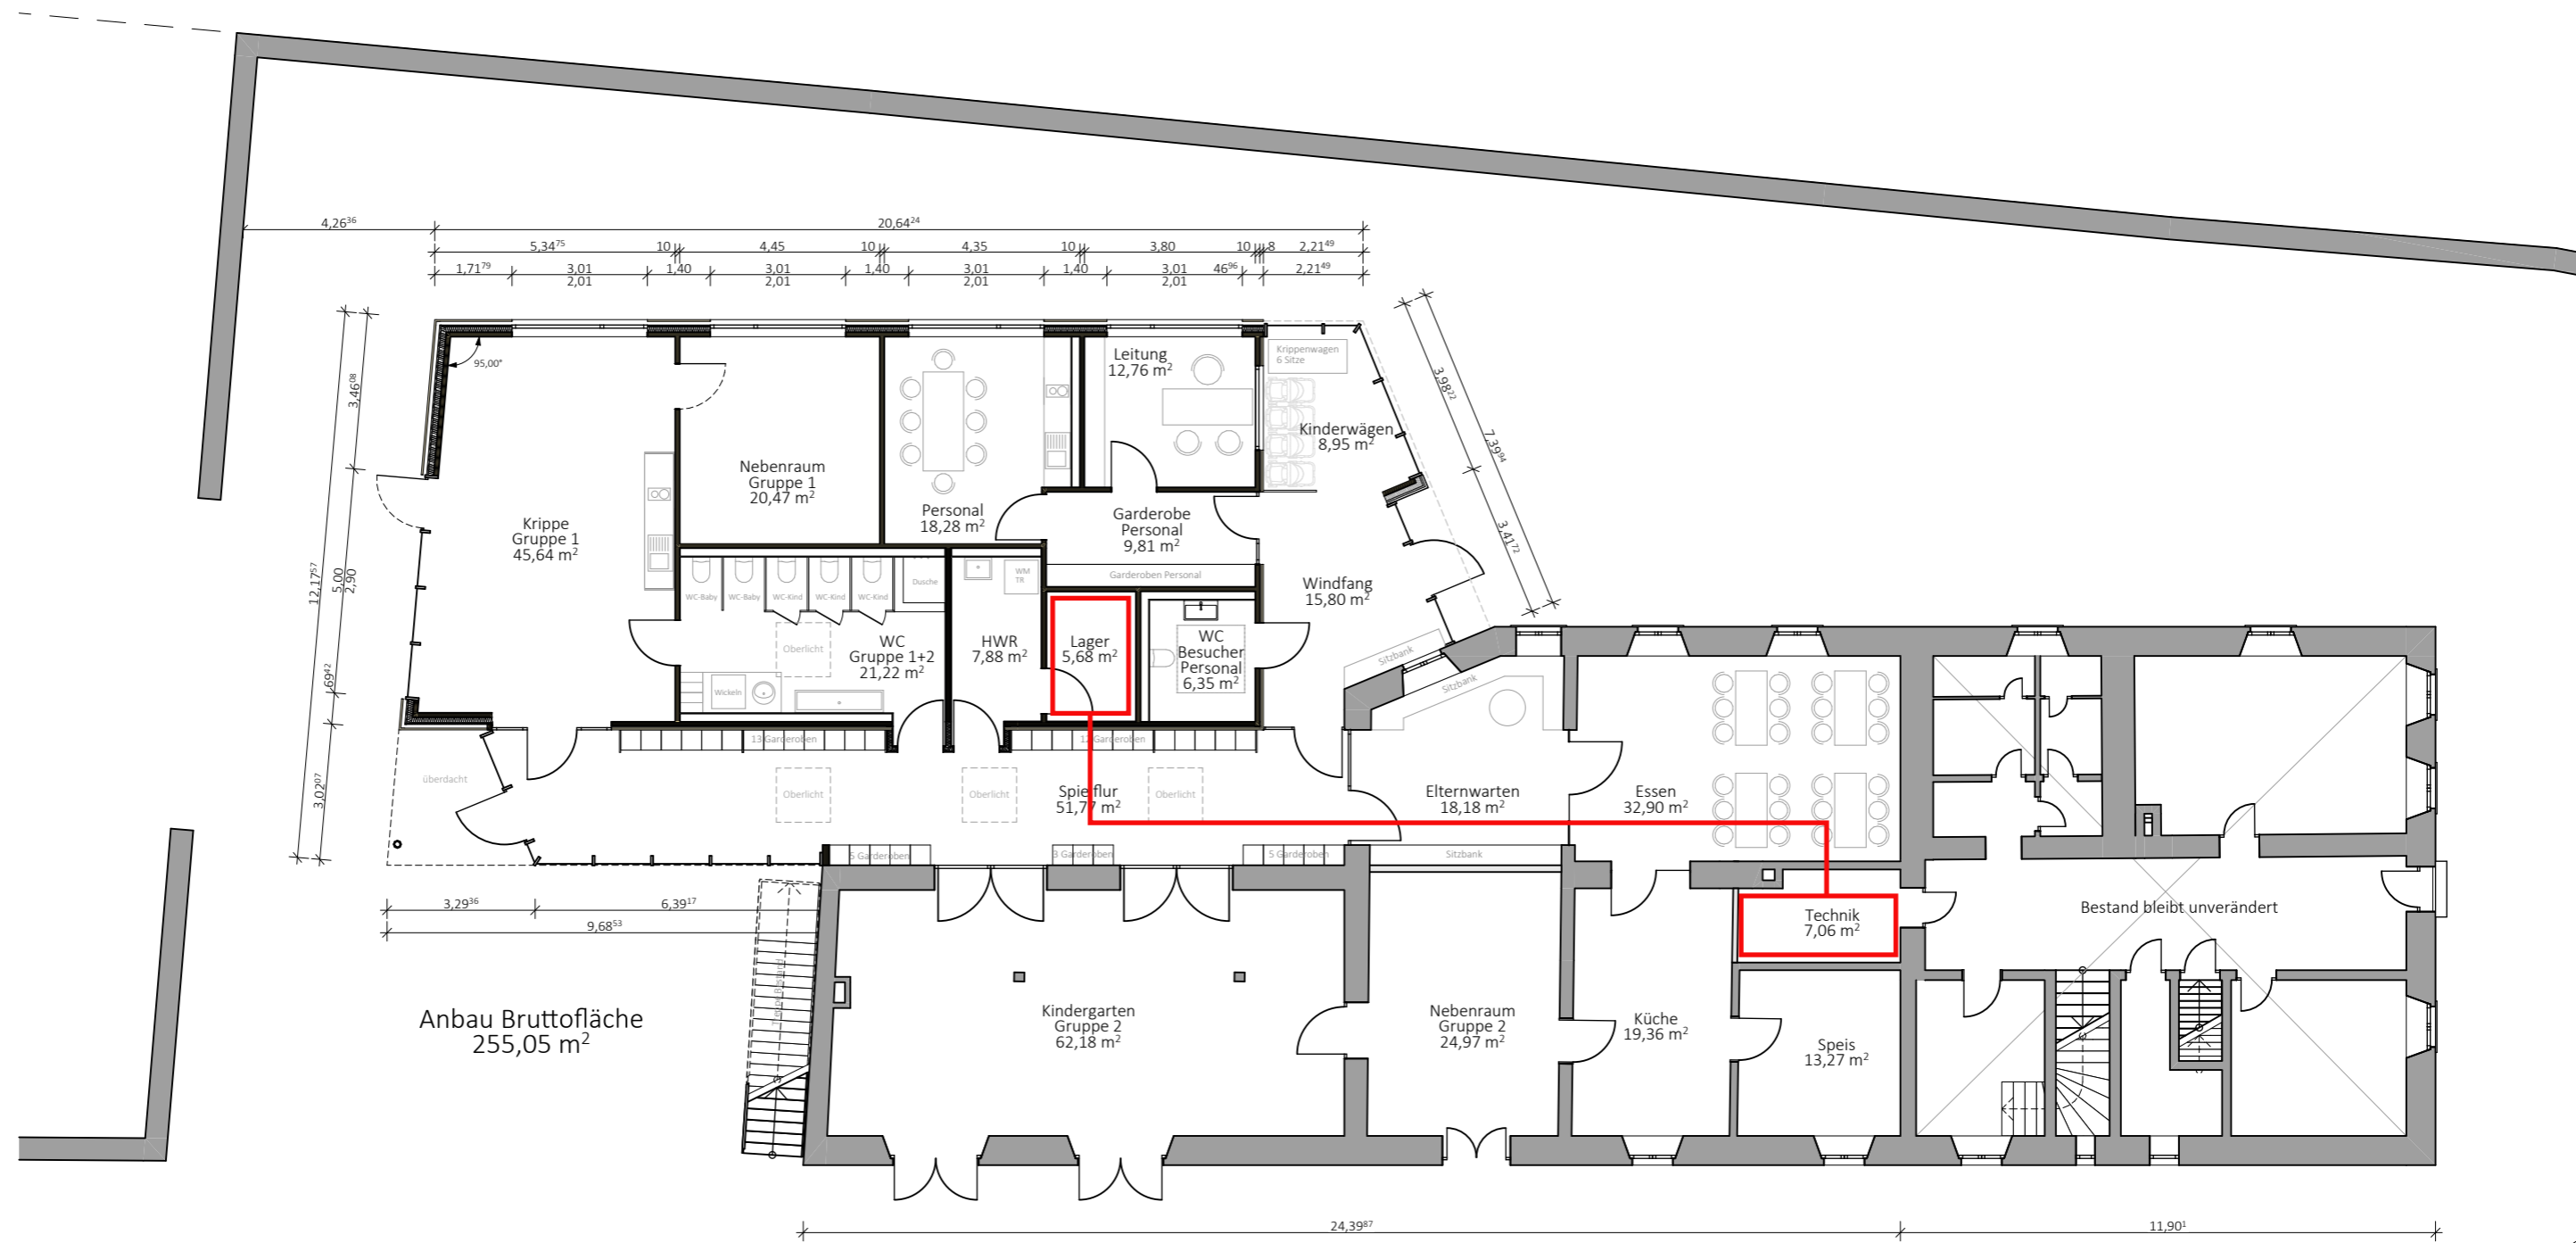 4,26³⁶
20,64²⁴
5,34⁷⁵ 10 4,45 10 4,35 10 3,80 10 8 2,21⁴⁹
1,71⁷⁹ 3,01 1,40 3,01 1,40 3,01 1,40 3,01 46⁹⁶ 2,21⁴⁹
2,01 2,01 2,01 2,01
95,00°
3,46⁰⁸
12,17⁵⁷
5,00
2,90
69⁴²
3,02⁰⁷
3,98²²
7,39⁹⁴
3,41⁷²
Krippe
Gruppe 1
45,64 m²
Nebenraum
Gruppe 1
20,47 m²
Personal
18,28 m²
Leitung
12,76 m²
Krippenwagen
6 Sitze
Kinderwägen
8,95 m²
Garderobe
Personal
9,81 m²
Garderoben Personal
Windfang
15,80 m²
WC-Baby
WC-Baby
WC-Kind
WC-Kind
WC-Kind
Dusche
WM
TR
Oberlicht
Wickeln
WC
Gruppe 1+2
21,22 m²
HWR
7,88 m²
Lager
5,68 m²
WC
Besucher
Personal
6,35 m²
Sitzbank
Sitzbank
13 Garderoben
12 Garderoben
überdacht
Oberlicht
Oberlicht
Spielflur
51,77 m²
Oberlicht
Elternwarten
18,18 m²
Essen
32,90 m²
5 Garderoben
3 Garderoben
5 Garderoben
Sitzbank
3,29³⁶
6,39¹⁷
9,68⁵³
Technik
7,06 m²
Bestand bleibt unverändert
Anbau Bruttofläche
255,05 m²
Kindergarten
Gruppe 2
62,18 m²
Nebenraum
Gruppe 2
24,97 m²
Küche
19,36 m²
Speis
13,27 m²
24,39⁸⁷
11,90¹